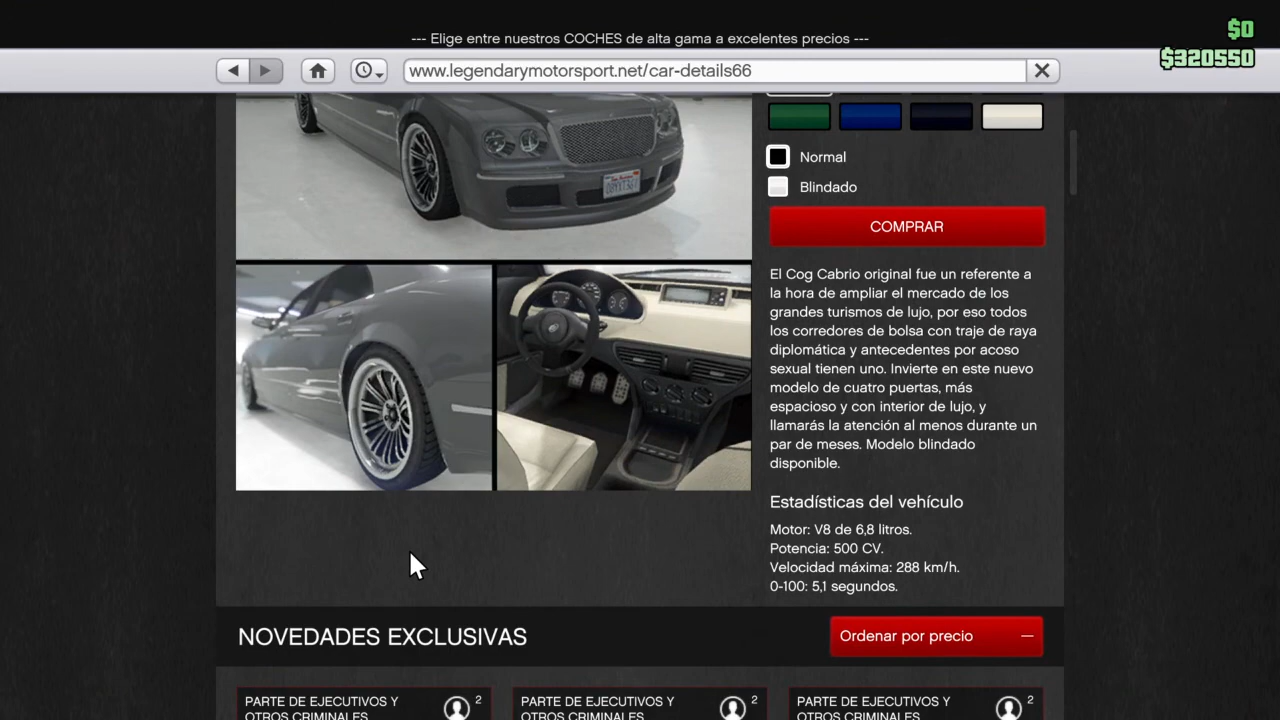 $0
--- Elige entre nuestros COCHES de alta gama a excelentes precios ---
$320550
www.legendarymotorsport.net/car-details66
Normal
Blindado
COMPRAR
El Cog Cabrio original fue un referente a
la hora de ampliar el mercado de los
grandes turismos de lujo, por eso todos
los corredores de bolsa con traje de raya
diplomática y antecedentes por acoso
sexual tienen uno. Invierte en este nuevo
modelo de cuatro puertas, más
espacioso y con interior de lujo, y
llamarás la atención al menos durante un
par de meses. Modelo blindado
disponible.
Estadísticas del vehículo
Motor: V8 de 6,8 litros.
Potencia: 500 CV.
Velocidad máxima: 288 km/h.
0-100: 5,1 segundos.
NOVEDADES EXCLUSIVAS
Ordenar por precio
PARTE DE EJECUTIVOS Y
OTROS CRIMINALES
2
PARTE DE EJECUTIVOS Y
OTROS CRIMINALES
2
PARTE DE EJECUTIVOS Y
OTROS CRIMINALES
2